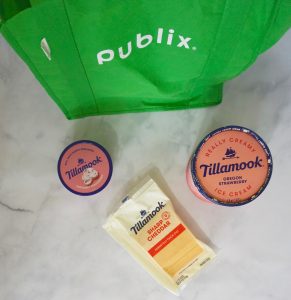 publix.
Tillamook
REALLY CREAMY
Tillamook
OREGON
STRAWBERRY
ICE CREAM
Tillamook
SHARP
CHEDDAR